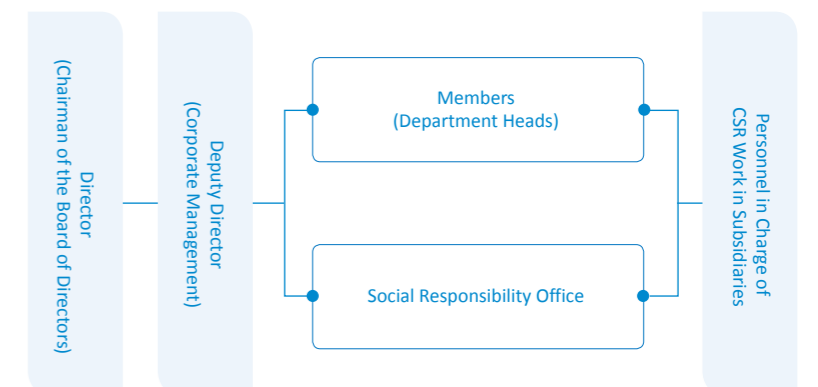 Director
(Chairman of the Board of Directors)
Deputy Director
(Corporate Management)
Members
(Department Heads)
Social Responsibility Office
Personnel in Charge of
CSR Work in Subsidiaries